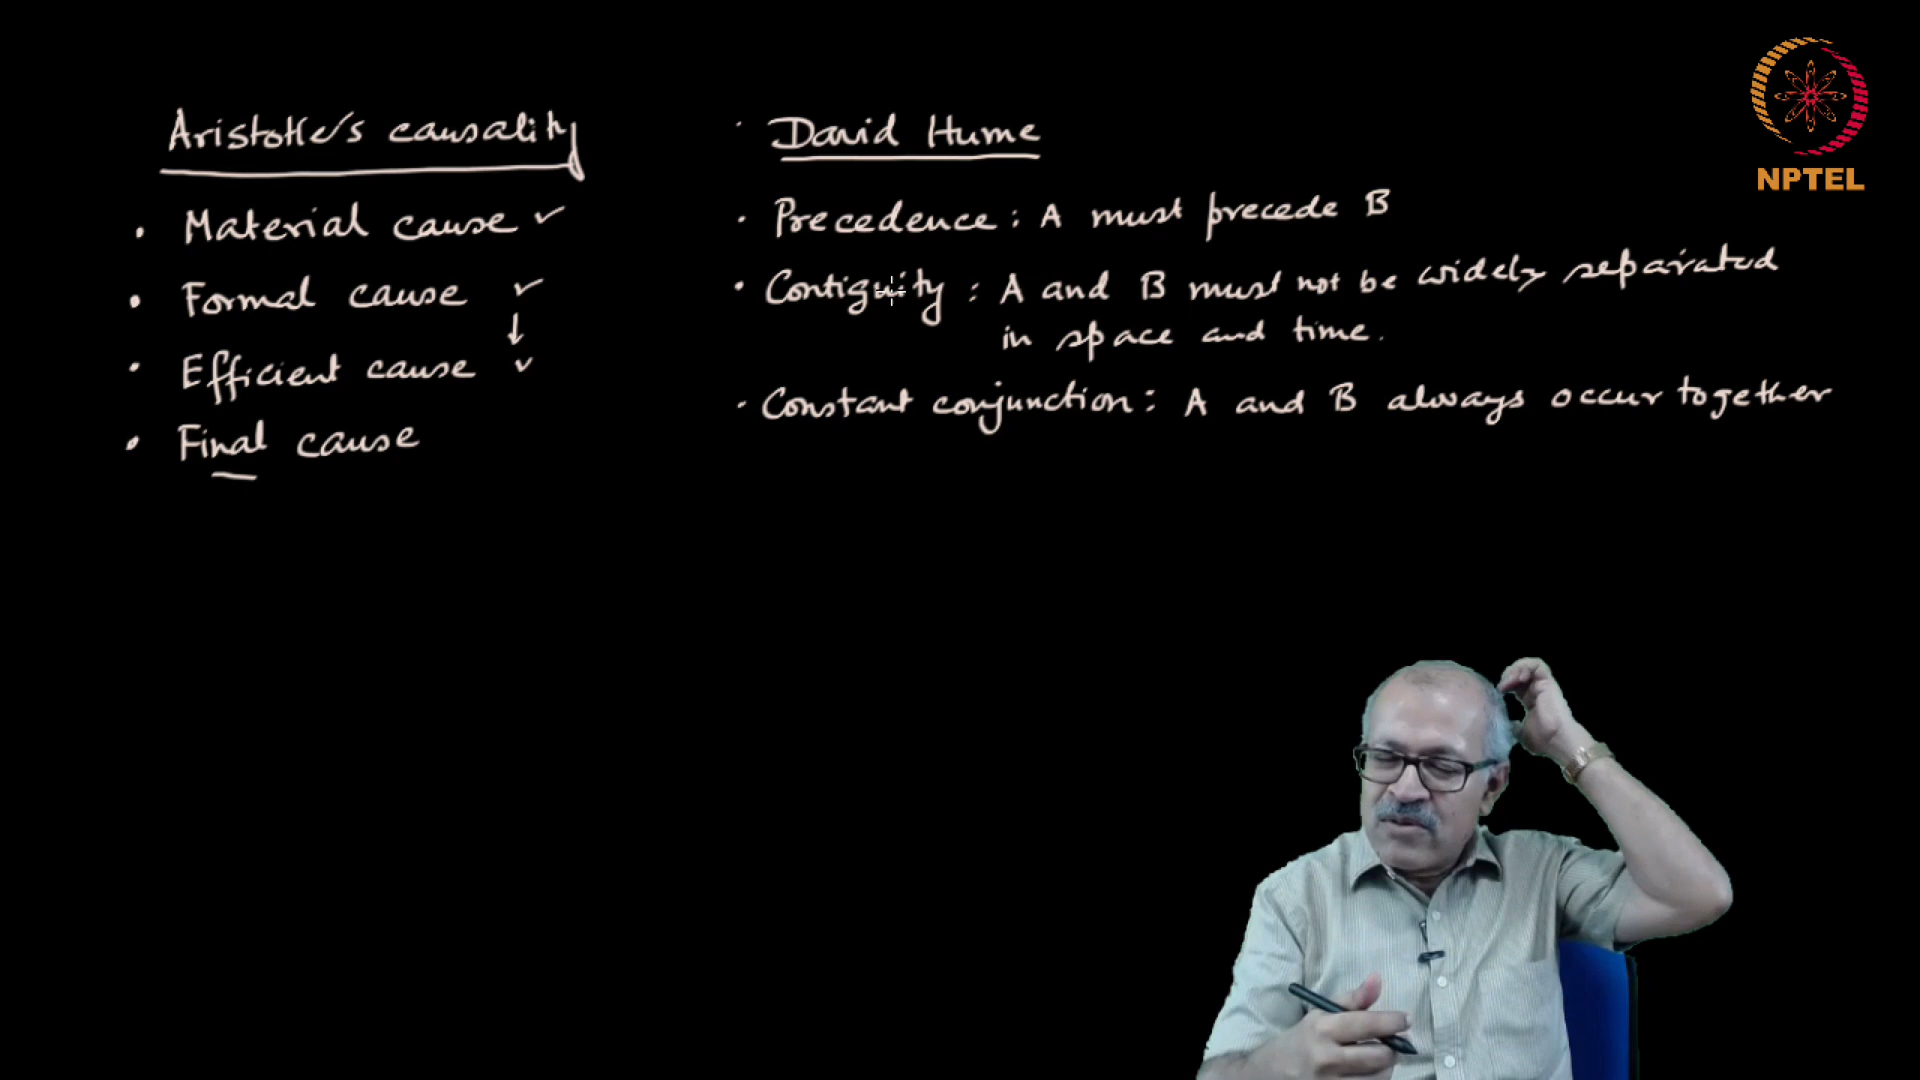 Aristotle's causality
• Material cause ✓
• Formal cause ✓
↓
• Efficient cause ✓
• Final cause
• David Hume
• Precedence : A must precede B
• Contiguity : A and B must not be widely separated
in space and time.
• Constant conjunction : A and B always occur together
NPTEL